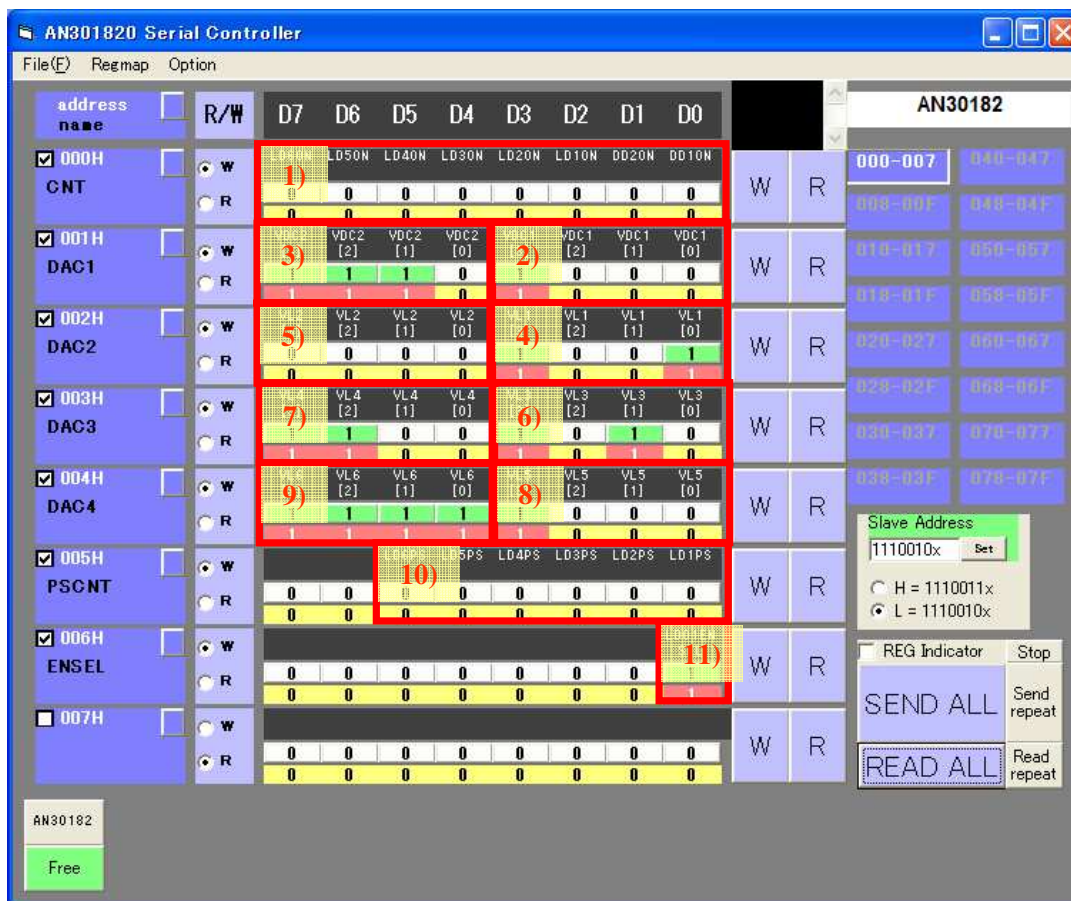 AN301820 Serial Controller
File(F) Regmap Option
address name R/W D7 D6 D5 D4 D3 D2 D1 D0 AN30182
000H CNT W R LD50N LD40N LD30N LD20N LD10N DD20N DD10N W R
1)
0 0 0 0 0 0 0
0 0 0 0 0 0 0 0
001H DAC1 W R VDC2 [2] VDC2 [1] VDC2 [0] VDC1 [2] VDC1 [1] VDC1 [0] W R
3) 2)
1 1 0 0 0 0
1 1 1 0 1 0 0 0
002H DAC2 W R VL2 [2] VL2 [1] VL2 [0] VL1 [2] VL1 [1] VL1 [0] W R
5) 4)
0 0 0 0 0 1
0 0 0 0 1 0 0 1
003H DAC3 W R VL4 [2] VL4 [1] VL4 [0] VL3 [2] VL3 [1] VL3 [0] W R
7) 6)
1 0 0 0 1 0
1 1 0 0 1 0 1 0
004H DAC4 W R VL6 [2] VL6 [1] VL6 [0] VL5 [2] VL5 [1] VL5 [0] W R
9) 8)
1 1 1 0 0 0
1 1 1 1 1 0 0 0
005H PSCNT W R LD4PS LD3PS LD2PS LD1PS W R
10)
0 0 0 0 0 0 0
0 0 0 0 0 0 0 0
006H ENSEL W R W R
11)
0 0 0 0 0 0 0
0 0 0 0 0 0 0 1
007H W R W R
0 0 0 0 0 0 0 0
0 0 0 0 0 0 0 0
000-007 040-047
008-00F 048-04F
010-017 050-057
018-01F 058-05F
020-027 060-067
028-02F 068-06F
030-037 070-077
038-03F 078-07F
Slave Address
1110010x Set
H = 1110011x
L = 1110010x
REG Indicator Stop
SEND ALL Send repeat
READ ALL Read repeat
AN30182
Free